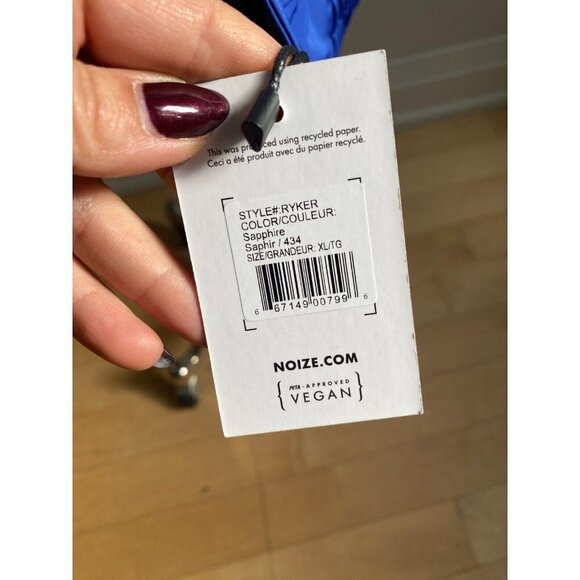 This was produced using recycled paper.
Ceci a été produit avec du papier recyclé.
STYLE#:RYKER
COLOR/COULEUR:
Sapphire
Saphir / 434
SIZE/GRANDEUR: XL/TG
6 67149 00799 6
NOIZE.COM
PETA - APPROVED
VEGAN